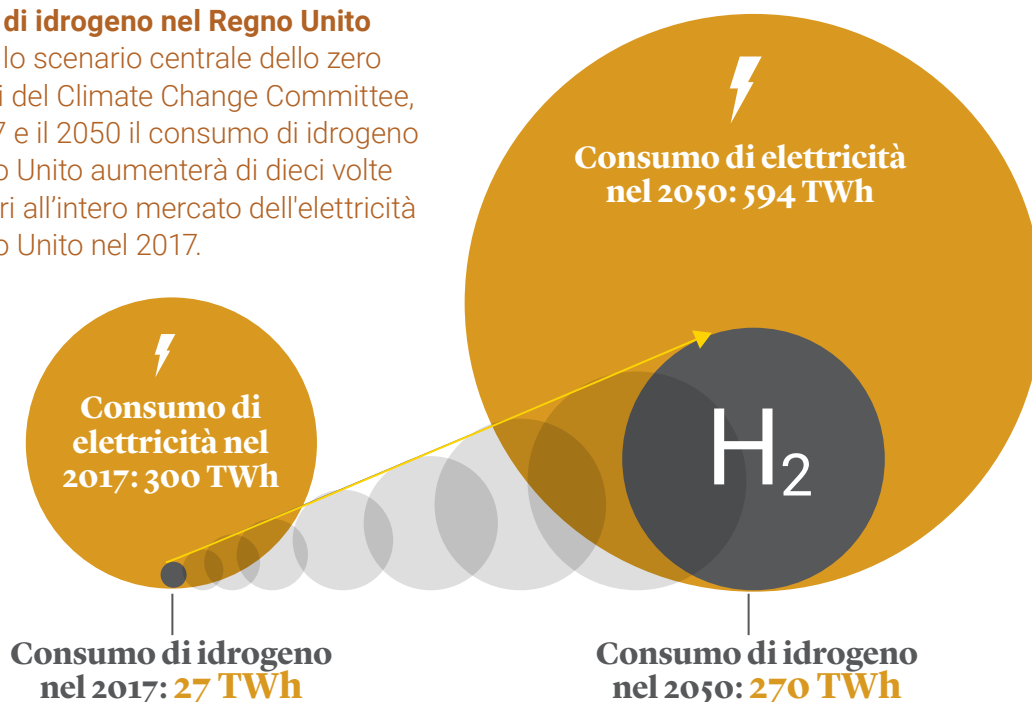 di idrogeno nel Regno Unito
lo scenario centrale dello zero
i del Climate Change Committee,
7 e il 2050 il consumo di idrogeno
o Unito aumenterà di dieci volte
ri all’intero mercato dell'elettricità
o Unito nel 2017.
Consumo di elettricità
nel 2050: 594 TWh
Consumo di
elettricità nel
2017: 300 TWh
H₂
Consumo di idrogeno
nel 2017: 27 TWh
Consumo di idrogeno
nel 2050: 270 TWh